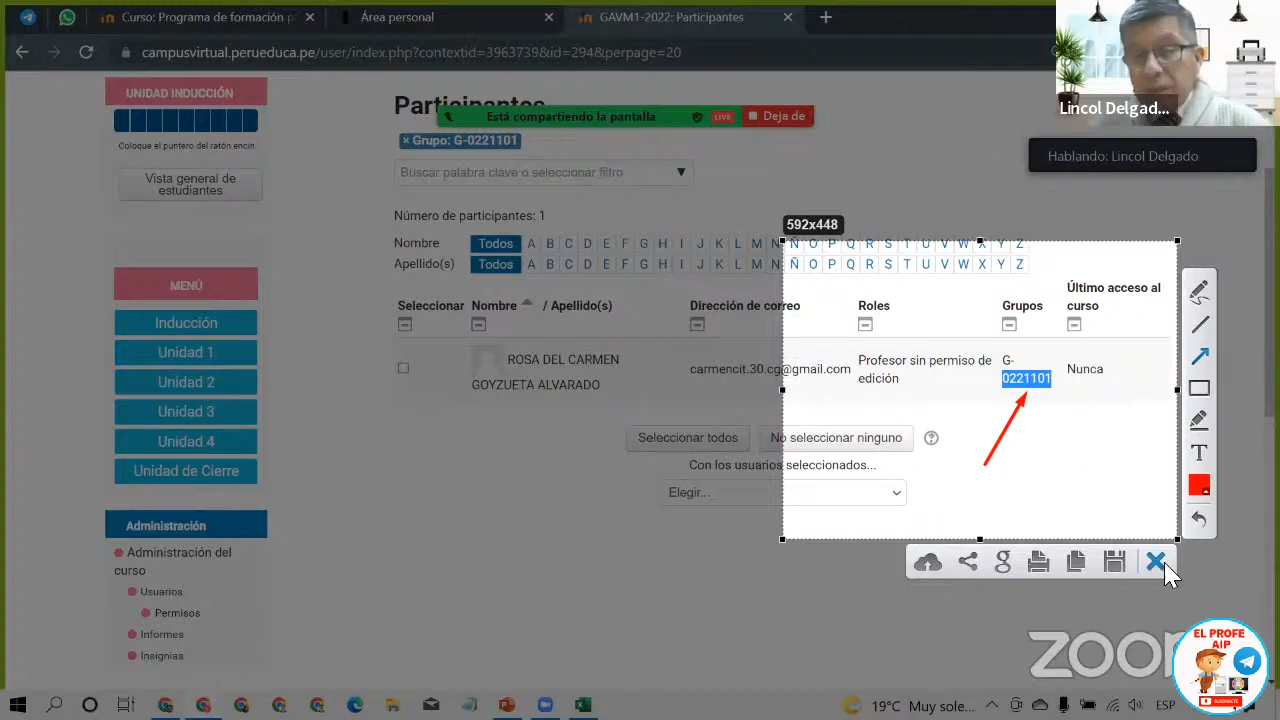 Curso: Programa de formación p
Área personal
GAVM1-2022: Participantes
campusvirtual.perueduca.pe/user/index.php?contextid=3963739&id=294&perpage=20
Lincol Delgad...
Hablando: Lincol Delgado
UNIDAD INDUCCIÓN
Coloque el puntero del ratón encin
Vista general de
estudiantes
MENÚ
Inducción
Unidad 1
Unidad 2
Unidad 3
Unidad 4
Unidad de Cierre
Administración
Administración del
curso
Usuarios
Permisos
Informes
Insignias
Participantes
Está compartiendo la pantalla
LIVE
Deja de
× Grupo: G-0221101
Buscar palabra clave o seleccionar filtro
Número de participantes: 1
592x448
Nombre Todos A B C D E F G H I J K L M N Ñ O P Q R S T U V W X Y Z
Apellido(s) Todos A B C D E F G H I J K L M N Ñ O P Q R S T U V W X Y Z
Seleccionar Nombre / Apellido(s) Dirección de correo Roles Grupos Último acceso al
curso
ROSA DEL CARMEN
GOYZUETA ALVARADO
carmencit.30.cg@gmail.com
Profesor sin permiso de
edición
G-
0221101
Nunca
Seleccionar todos
No seleccionar ninguno
Con los usuarios seleccionados...
Elegir...
T
g
zoom
EL PROFE
AIP
SUSCRÍBETE
19°C Muy sole...
ESP